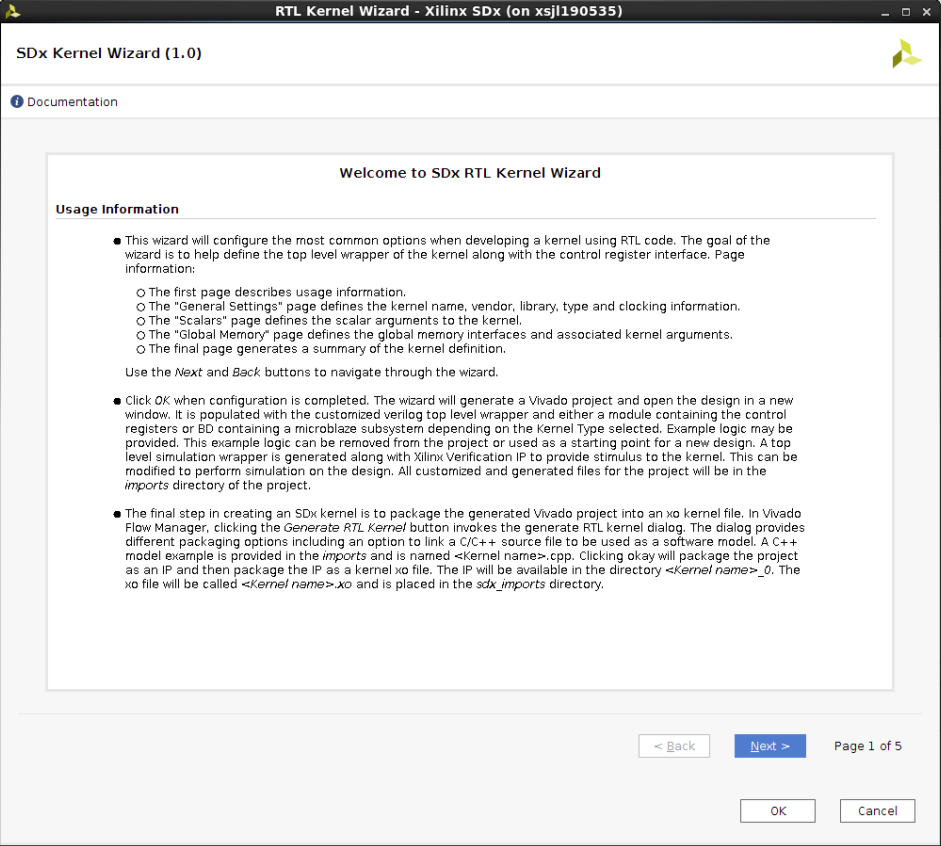 RTL Kernel Wizard - Xilinx SDx (on xsjl190535)
SDx Kernel Wizard (1.0)
Documentation
Welcome to SDx RTL Kernel Wizard
Usage Information
This wizard will configure the most common options when developing a kernel using RTL code. The goal of the
wizard is to help define the top level wrapper of the kernel along with the control register interface. Page
information:
The first page describes usage information.
The "General Settings" page defines the kernel name, vendor, library, type and clocking information.
The "Scalars" page defines the scalar arguments to the kernel.
The "Global Memory" page defines the global memory interfaces and associated kernel arguments.
The final page generates a summary of the kernel definition.
Use the Next and Back buttons to navigate through the wizard.
Click OK when configuration is completed. The wizard will generate a Vivado project and open the design in a new
window. It is populated with the customized verilog top level wrapper and either a module containing the control
registers or BD containing a microblaze subsystem depending on the Kernel Type selected. Example logic may be
provided. This example logic can be removed from the project or used as a starting point for a new design. A top
level simulation wrapper is generated along with Xilinx Verification IP to provide stimulus to the kernel. This can be
modified to perform simulation on the design. All customized and generated files for the project will be in the
imports directory of the project.
The final step in creating an SDx kernel is to package the generated Vivado project into an xo kernel file. In Vivado
Flow Manager, clicking the Generate RTL Kernel button invokes the generate RTL kernel dialog. The dialog provides
different packaging options including an option to link a C/C++ source file to be used as a software model. A C++
model example is provided in the imports and is named <Kernel name>.cpp. Clicking okay will package the project
as an IP and then package the IP as a kernel xo file. The IP will be available in the directory <Kernel name>_0. The
xo file will be called <Kernel name>.xo and is placed in the sdx_imports directory.
< Back
Next >
Page 1 of 5
OK
Cancel